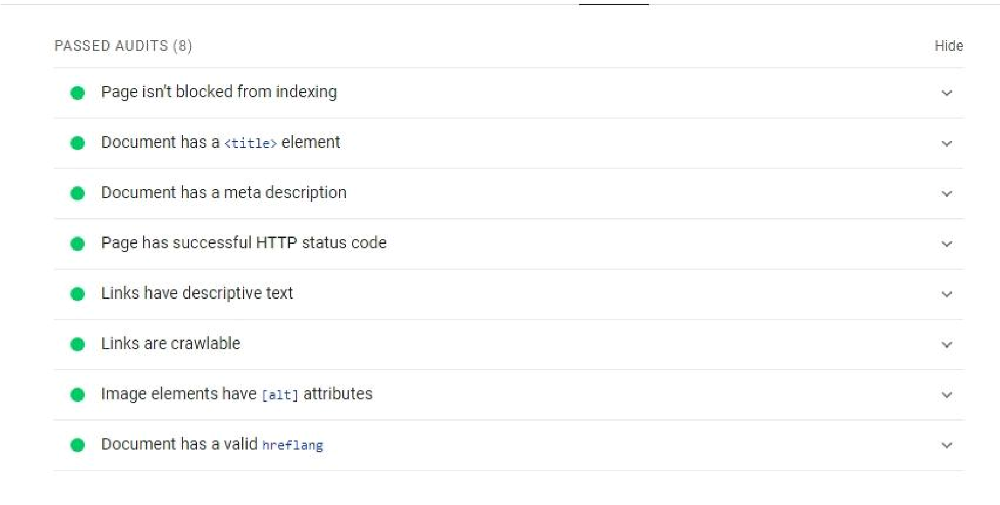 PASSED AUDITS (8)
Hide
Page isn't blocked from indexing
Document has a <title> element
Document has a meta description
Page has successful HTTP status code
Links have descriptive text
Links are crawlable
Image elements have [alt] attributes
Document has a valid hreflang